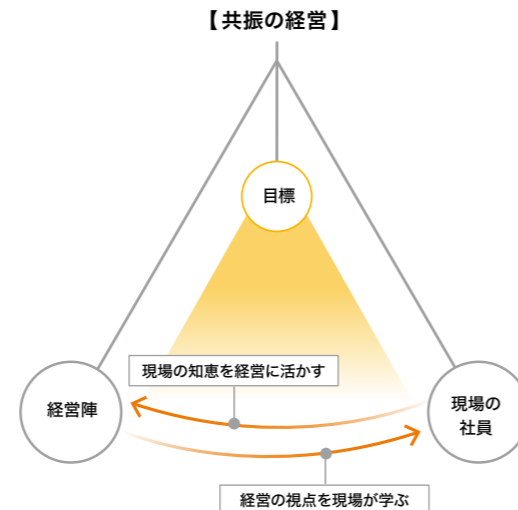 【共振の経営】
目標
現場の知恵を経営に活かす
経営陣
現場の
社員
経営の視点を現場が学ぶ